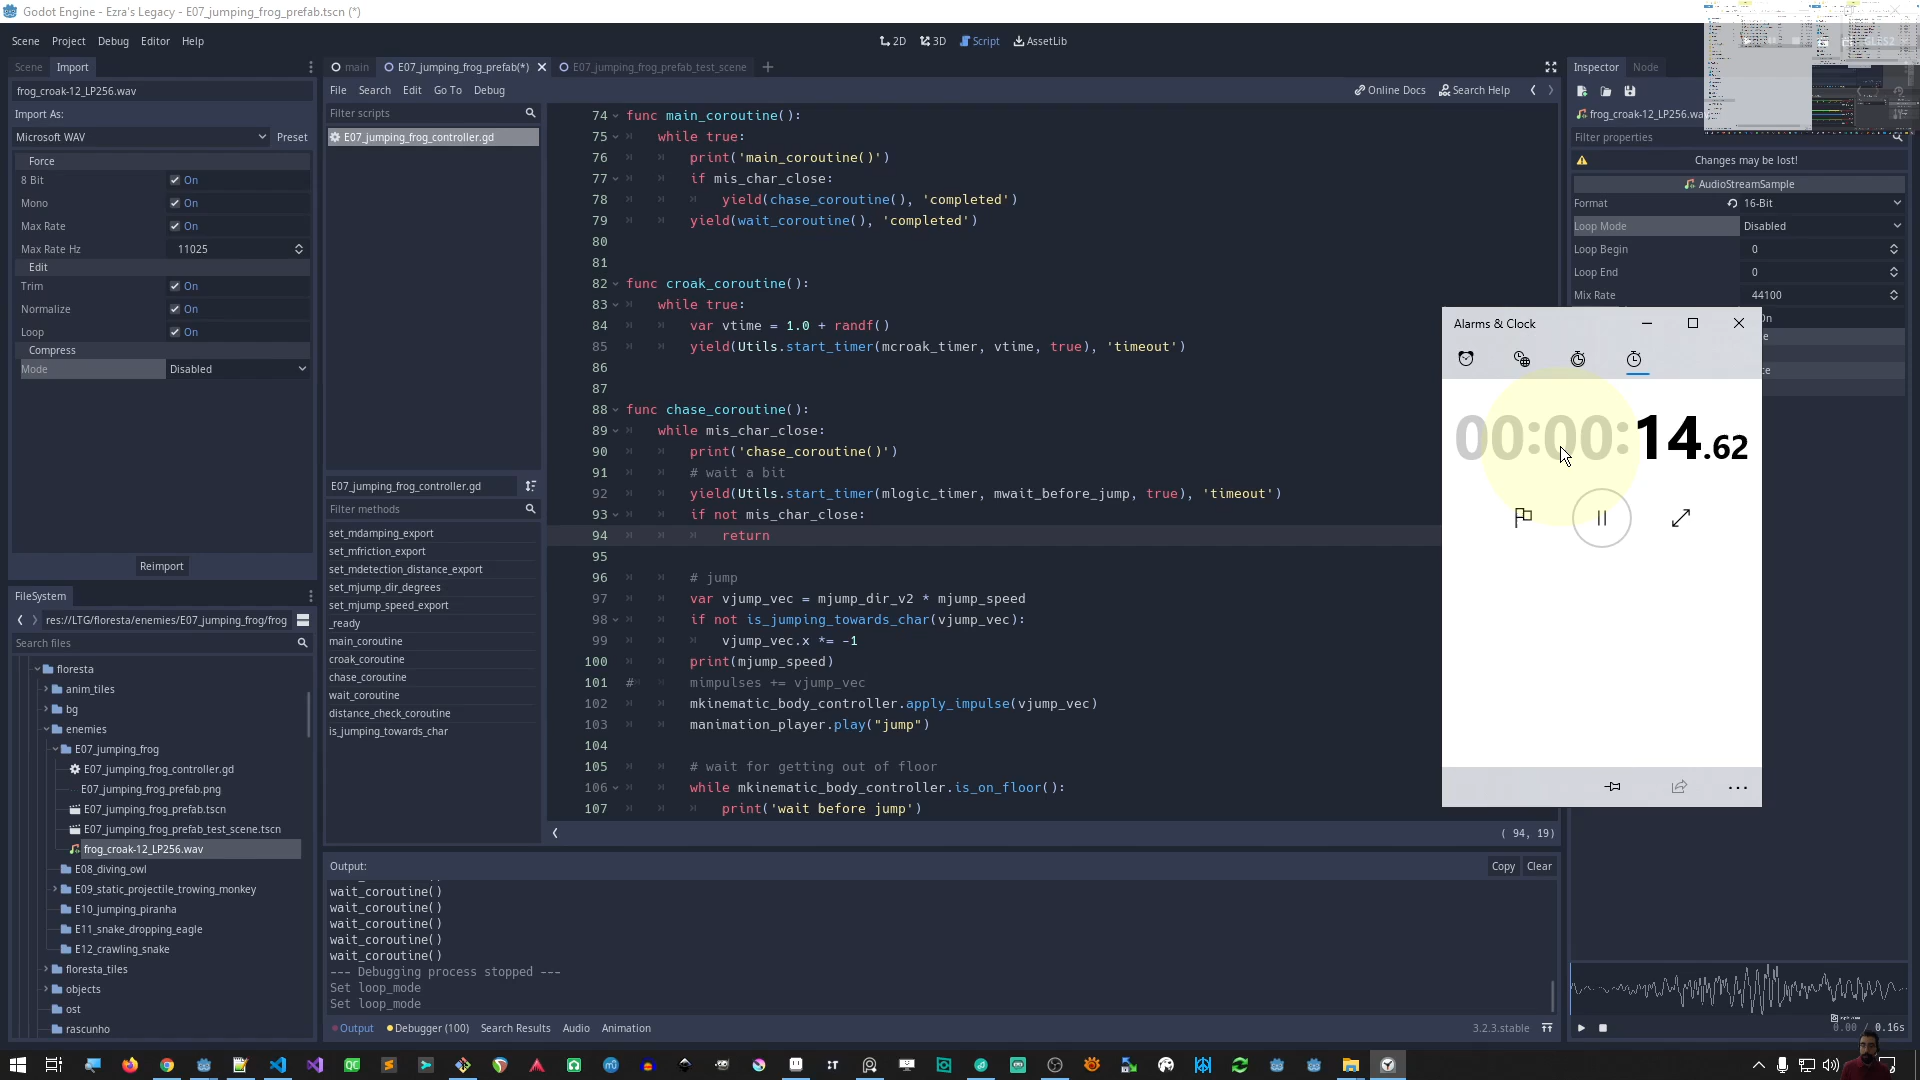 Godot Engine - Ezra's Legacy - E07_jumping_frog_prefab.tscn (*)
Scene Project Debug Editor Help
2D 3D Script AssetLib
Scene Import
frog_croak-12_LP256.wav
Import As:
Microsoft WAV Preset
Force
8 Bit On
Mono On
Max Rate On
Max Rate Hz 11025
Edit
Trim On
Normalize On
Loop On
Compress
Mode Disabled
Reimport
FileSystem
res://LTG/floresta/enemies/E07_jumping_frog/frog
Search files
floresta
anim_tiles
bg
enemies
E07_jumping_frog
E07_jumping_frog_controller.gd
E07_jumping_frog_prefab.png
E07_jumping_frog_prefab.tscn
E07_jumping_frog_prefab_test_scene.tscn
frog_croak-12_LP256.wav
E08_diving_owl
E09_static_projectile_trowing_monkey
E10_jumping_piranha
E11_snake_dropping_eagle
E12_crawling_snake
floresta_tiles
objects
ost
rascunho
main E07_jumping_frog_prefab(*) E07_jumping_frog_prefab_test_scene
File Search Edit Go To Debug Online Docs Search Help
Filter scripts
E07_jumping_frog_controller.gd
E07_jumping_frog_controller.gd
Filter methods
set_mdamping_export
set_mfriction_export
set_mdetection_distance_export
set_mjump_dir_degrees
set_mjump_speed_export
_ready
main_coroutine
croak_coroutine
chase_coroutine
wait_coroutine
distance_check_coroutine
is_jumping_towards_char
74 func main_coroutine():
75 while true:
76 print('main_coroutine()')
77 if mis_char_close:
78 yield(chase_coroutine(), 'completed')
79 yield(wait_coroutine(), 'completed')
80
81
82 func croak_coroutine():
83 while true:
84 var vtime = 1.0 + randf()
85 yield(Utils.start_timer(mcroak_timer, vtime, true), 'timeout')
86
87
88 func chase_coroutine():
89 while mis_char_close:
90 print('chase_coroutine()')
91 # wait a bit
92 yield(Utils.start_timer(mlogic_timer, mwait_before_jump, true), 'timeout')
93 if not mis_char_close:
94 return
95
96 # jump
97 var vjump_vec = mjump_dir_v2 * mjump_speed
98 if not is_jumping_towards_char(vjump_vec):
99 vjump_vec.x *= -1
100 print(mjump_speed)
101 # mimpulses += vjump_vec
102 mkinematic_body_controller.apply_impulse(vjump_vec)
103 manimation_player.play("jump")
104
105 # wait for getting out of floor
106 while mkinematic_body_controller.is_on_floor():
107 print('wait before jump')
( 94, 19)
Output: Copy Clear
wait_coroutine()
wait_coroutine()
wait_coroutine()
wait_coroutine()
wait_coroutine()
--- Debugging process stopped ---
Set loop_mode
Set loop_mode
Output Debugger (100) Search Results Audio Animation 3.2.3.stable
Inspector Node
frog_croak-12_LP256.wa
Filter properties
Changes may be lost!
AudioStreamSample
Format 16-Bit
Loop Mode Disabled
Loop Begin 0
Loop End 0
Mix Rate 44100
On
Alarms & Clock
00:00:14.62
0.00 / 0.16s